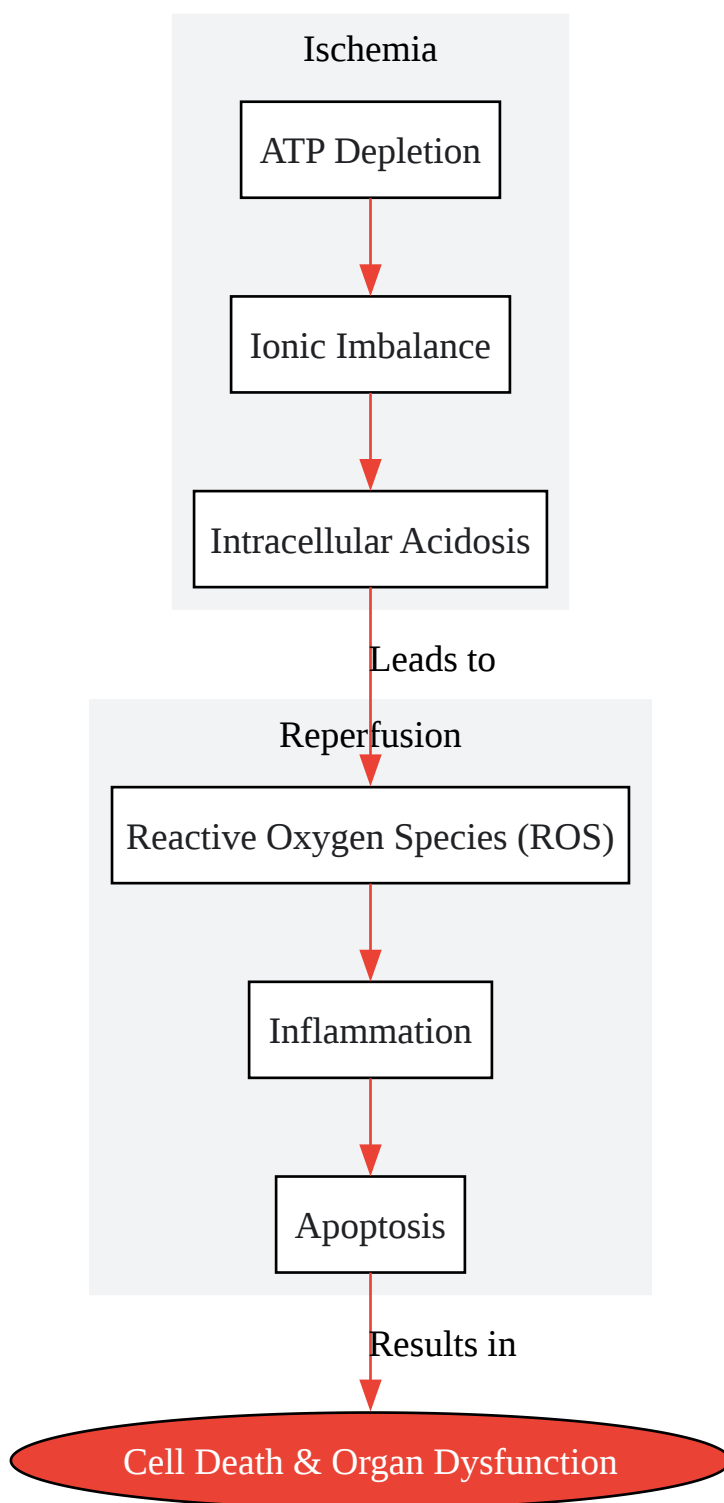 Ischemia
ATP Depletion
Ionic Imbalance
Intracellular Acidosis
Leads to
Reperfusion
Reactive Oxygen Species (ROS)
Inflammation
Apoptosis
Results in
Cell Death & Organ Dysfunction